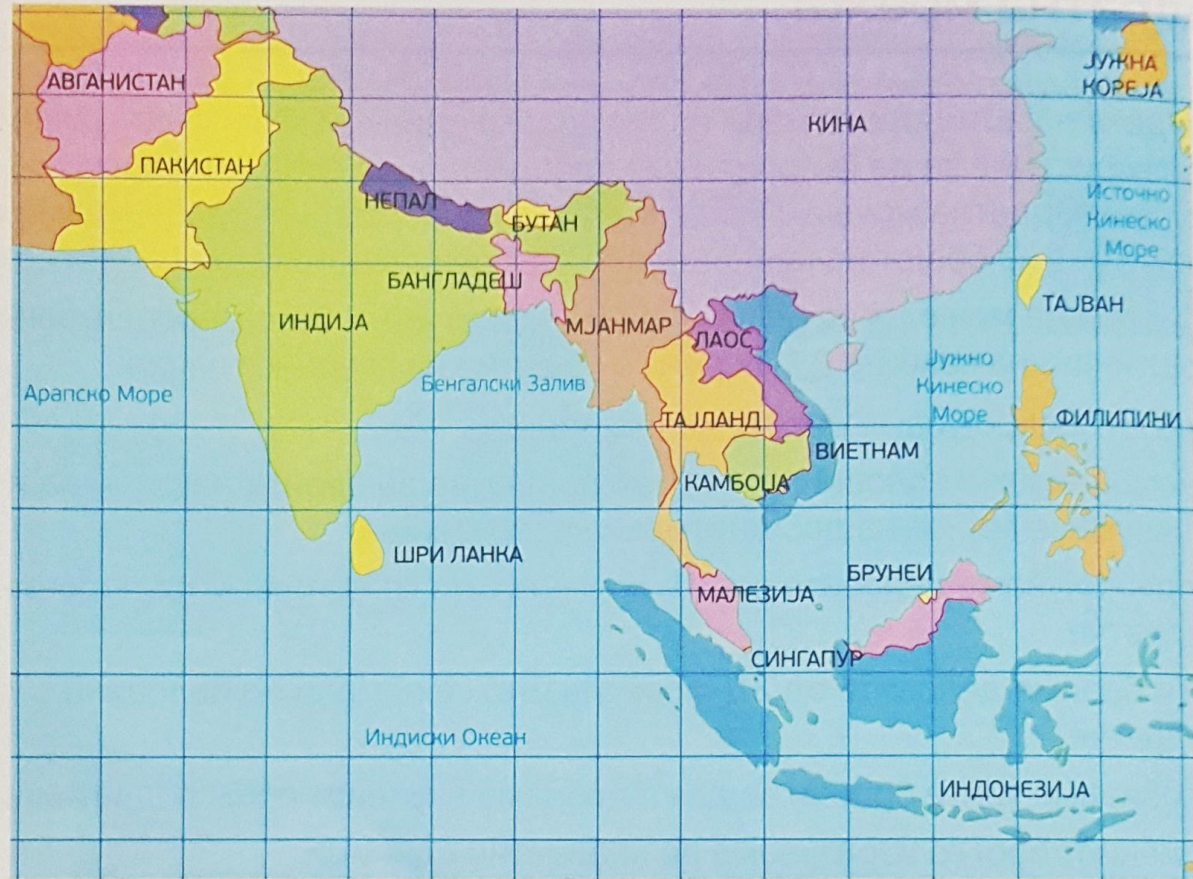 АВГАНИСТАН
ЈУЖНА
КОРЕЈА
КИНА
ПАКИСТАН
НЕПАЛ
БУТАН
Источно
Кинеско
Море
БАНГЛАДЕШ
ТАЈВАН
ИНДИЈА
МЈАНМАР
ЛАОС
Јужно
Кинеско
Море
Арапско Море
Бенгалски Залив
ТАЈЛАНД
ФИЛИПИНИ
ВИЕТНАМ
КАМБОЏА
ШРИ ЛАНКА
БРУНЕИ
МАЛЕЗИЈА
СИНГАПУР
Индиски Океан
ИНДОНЕЗИЈА